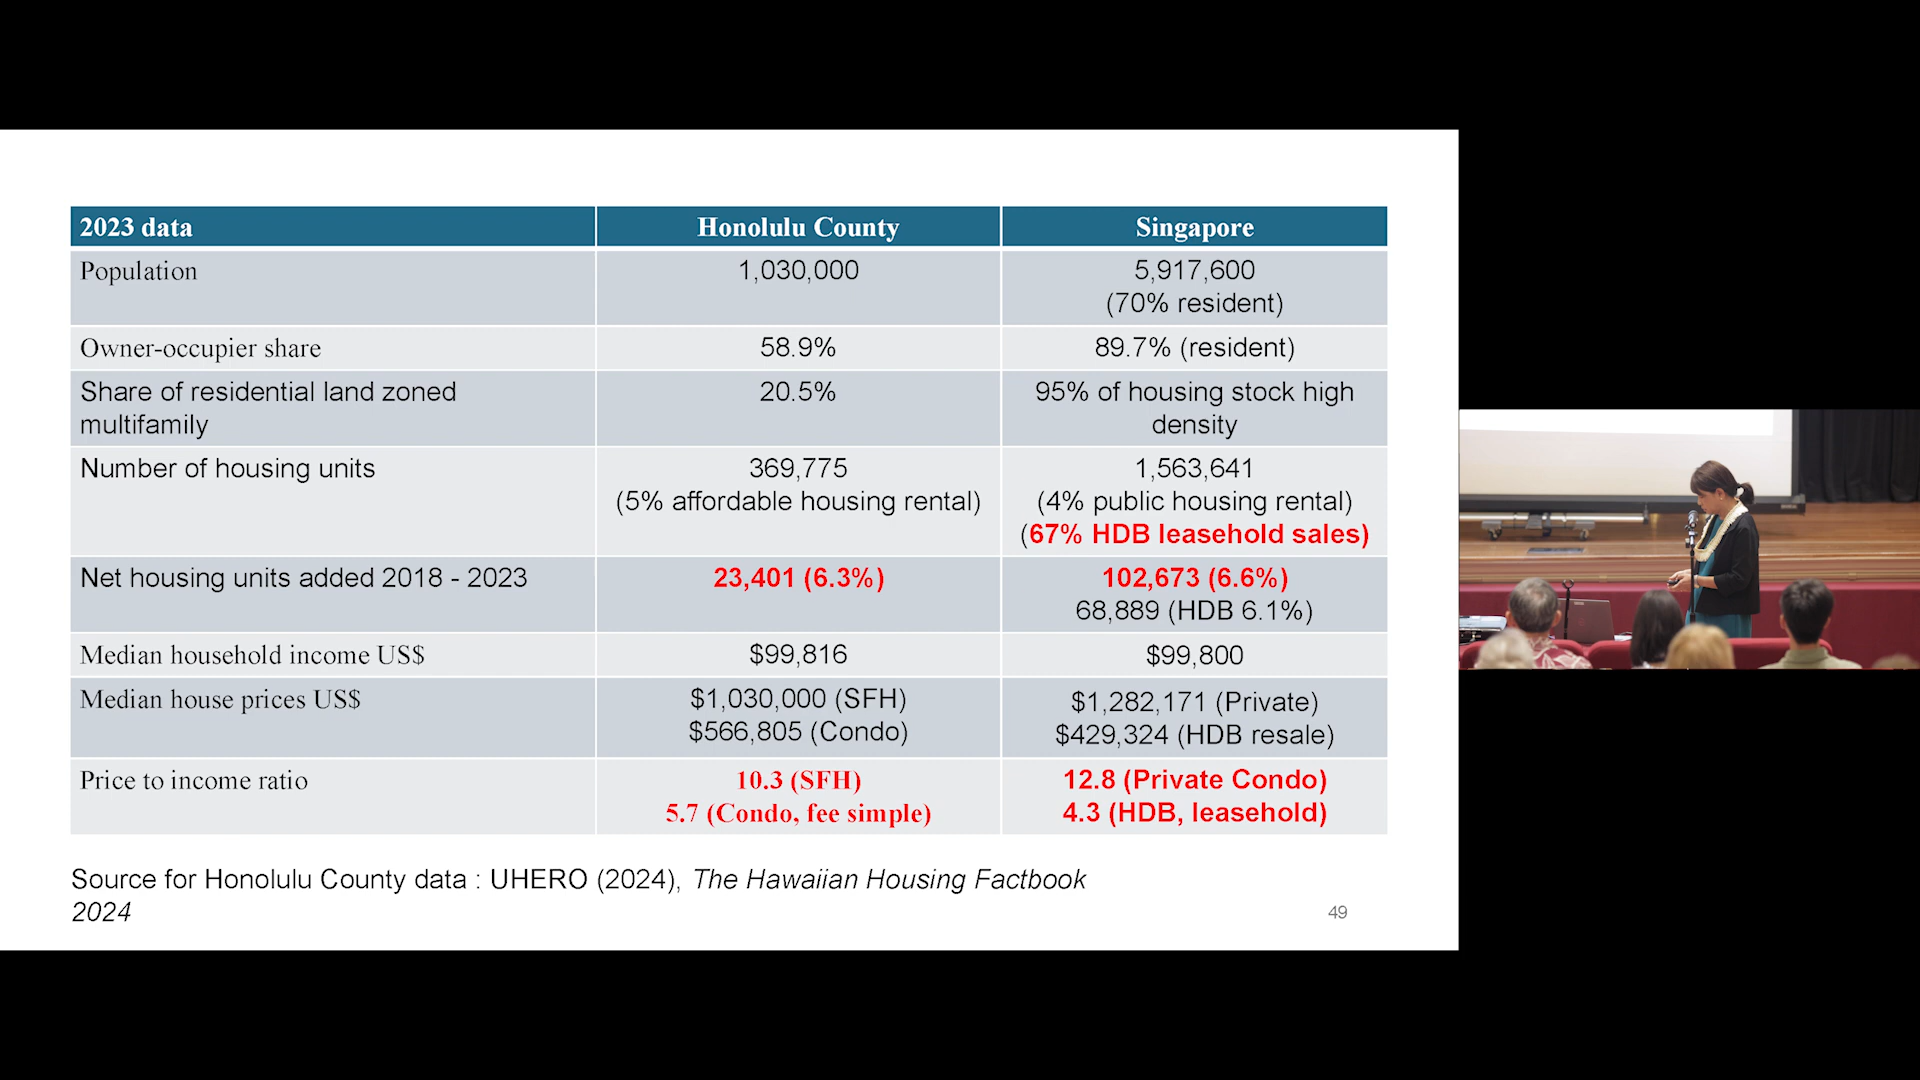 2023 data Honolulu County Singapore
Population 1,030,000 5,917,600
(70% resident)
Owner-occupier share 58.9% 89.7% (resident)
Share of residential land zoned 20.5% 95% of housing stock high
multifamily density
Number of housing units 369,775 1,563,641
(5% affordable housing rental) (4% public housing rental)
(67% HDB leasehold sales)
Net housing units added 2018 - 2023 23,401 (6.3%) 102,673 (6.6%)
68,889 (HDB 6.1%)
Median household income US$ $99,816 $99,800
Median house prices US$ $1,030,000 (SFH) $1,282,171 (Private)
$566,805 (Condo) $429,324 (HDB resale)
Price to income ratio 10.3 (SFH) 12.8 (Private Condo)
5.7 (Condo, fee simple) 4.3 (HDB, leasehold)
Source for Honolulu County data : UHERO (2024), The Hawaiian Housing Factbook
2024
49